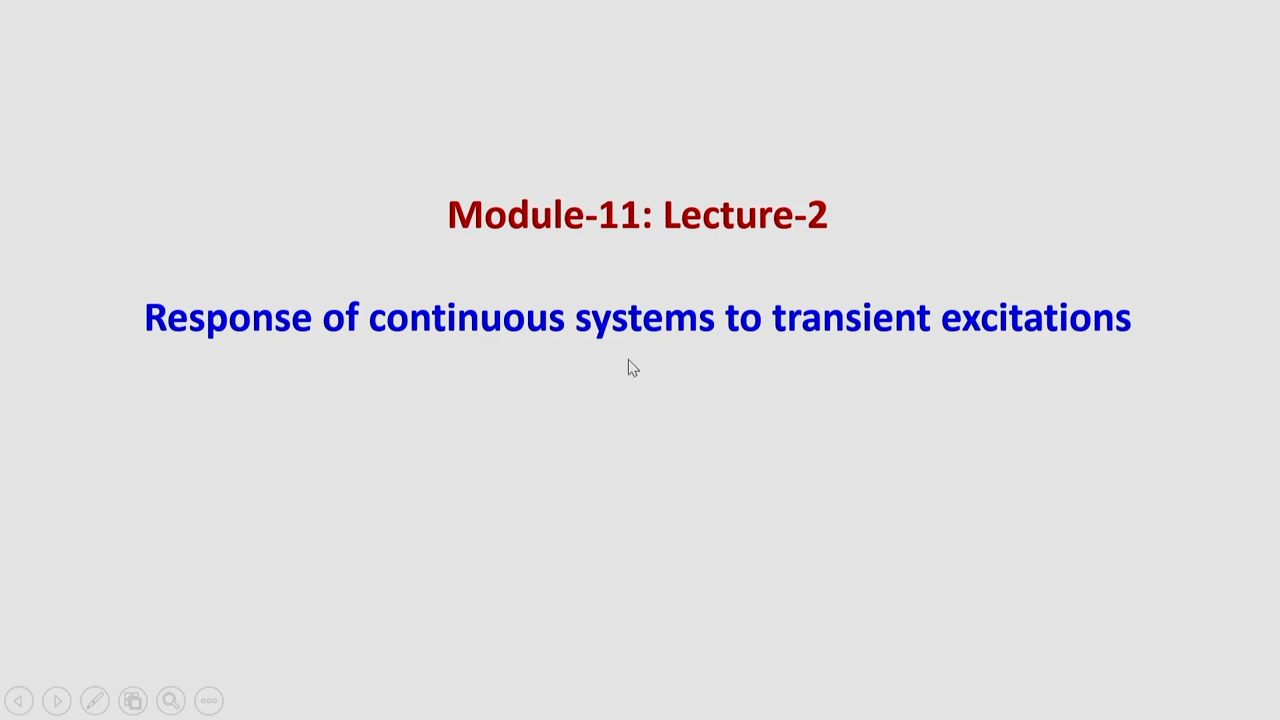 Module-11: Lecture-2
Response of continuous systems to transient excitations